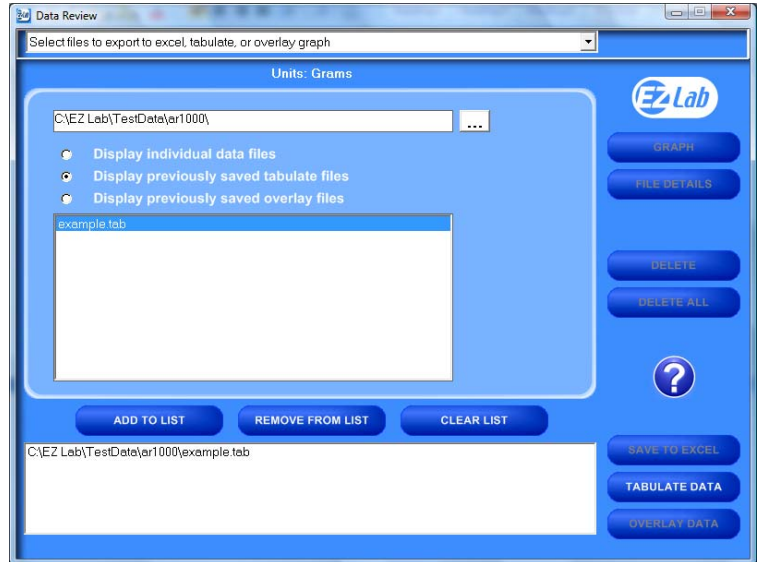 Data Review
Select files to export to excel, tabulate, or overlay graph
Units: Grams
EZ Lab
C:\EZ Lab\TestData\ar1000\
...
Display individual data files
Display previously saved tabulate files
Display previously saved overlay files
example.tab
GRAPH
FILE DETAILS
DELETE
DELETE ALL
?
ADD TO LIST
REMOVE FROM LIST
CLEAR LIST
C:\EZ Lab\TestData\ar1000\example.tab
SAVE TO EXCEL
TABULATE DATA
OVERLAY DATA